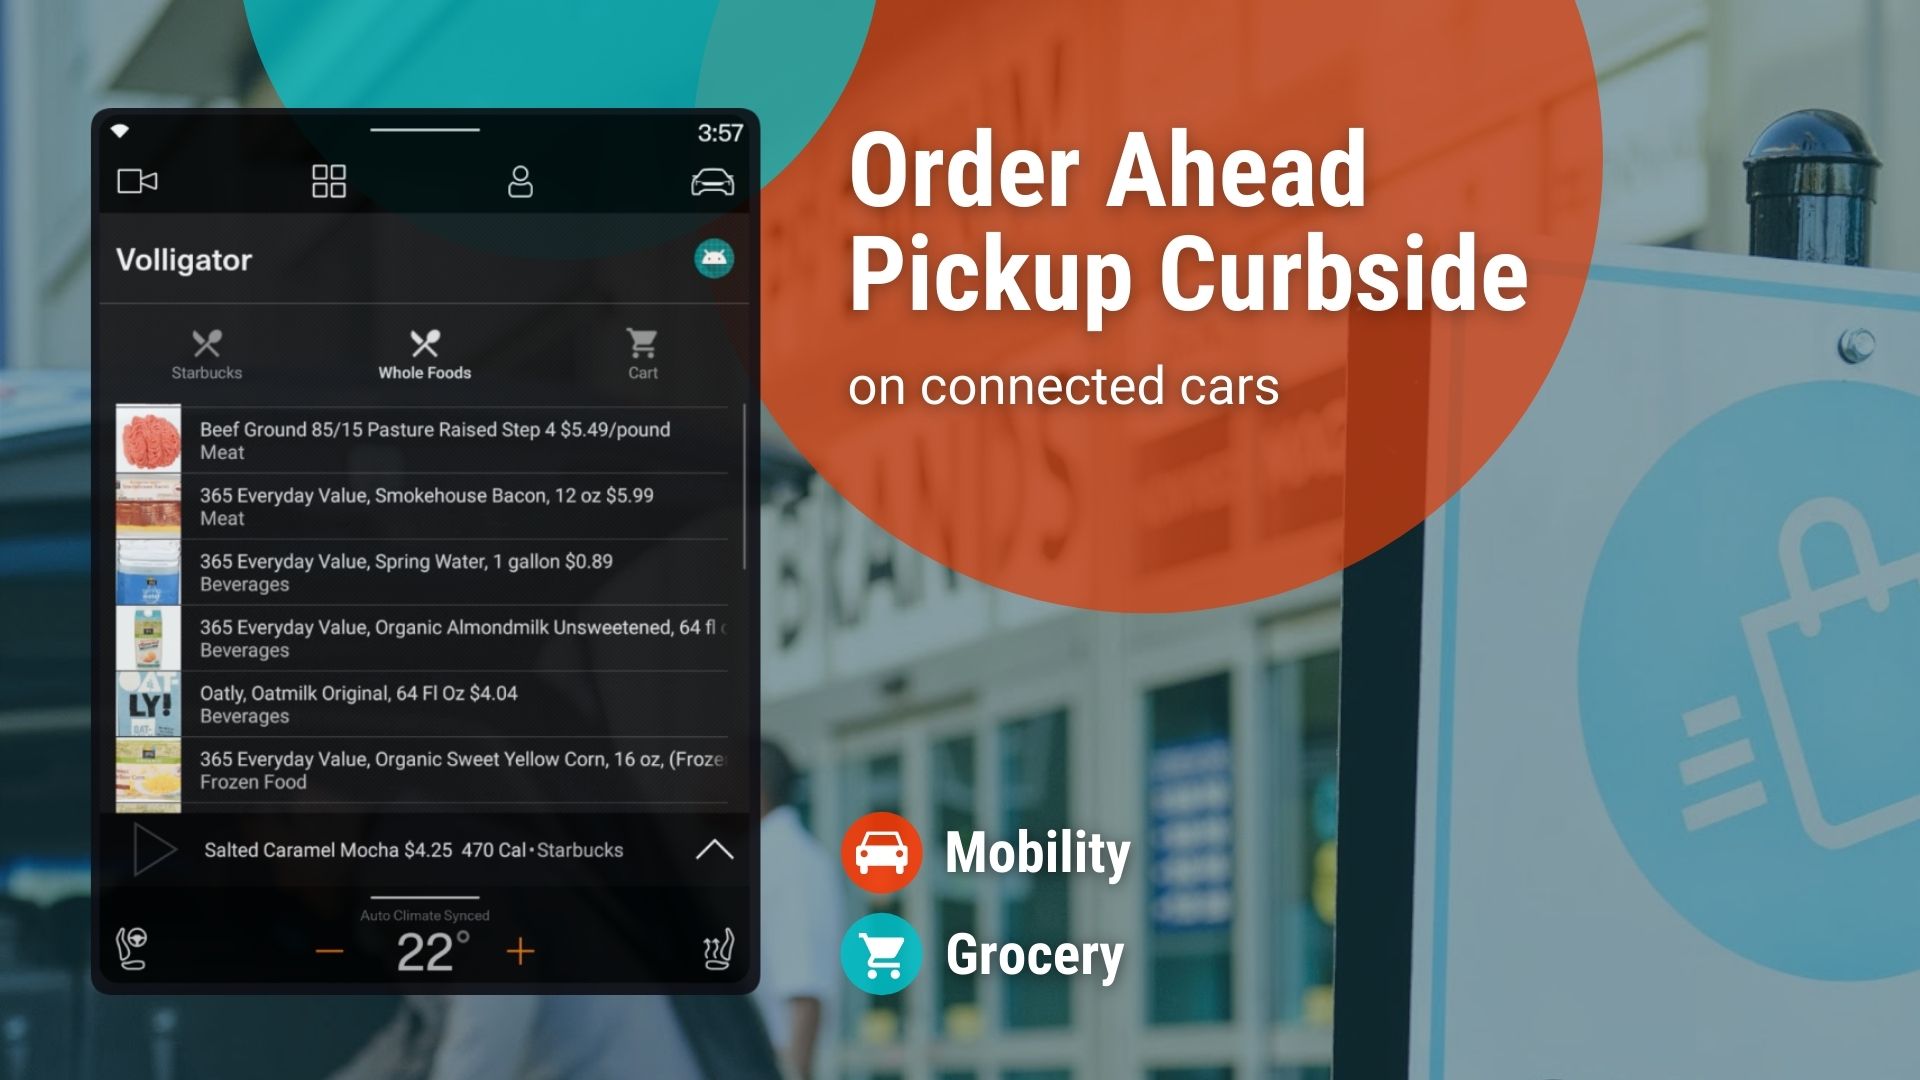 3:57
Volligator
Starbucks
Whole Foods
Cart
Beef Ground 85/15 Pasture Raised Step 4 $5.49/pound
Meat
365 Everyday Value, Smokehouse Bacon, 12 oz $5.99
Meat
365 Everyday Value, Spring Water, 1 gallon $0.89
Beverages
365 Everyday Value, Organic Almondmilk Unsweetened, 64 fl
Beverages
OAT-
LY!
OAT-
Oatly, Oatmilk Original, 64 Fl Oz $4.04
Beverages
365 Everyday Value, Organic Sweet Yellow Corn, 16 oz, (Froze
Frozen Food
Salted Caramel Mocha $4.25 470 Cal•Starbucks
Auto Climate Synced
22°
Order Ahead
Pickup Curbside
on connected cars
BRANDS
Mobility
Grocery